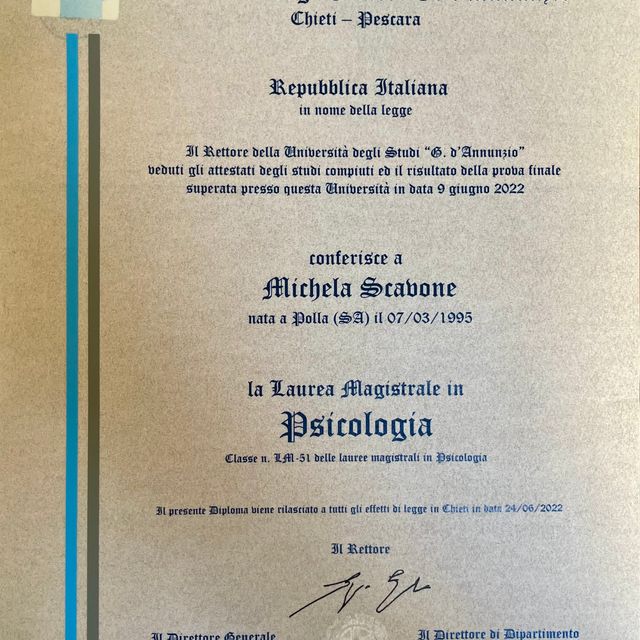 Chieti – Pescara
Repubblica Italiana
in nome della legge
Il Rettore della Università degli Studi "G. d'Annunzio"
veduti gli attestati degli studi compiuti ed il risultato della prova finale
superata presso questa Università in data 9 giugno 2022
conferisce a
Michela Scavone
nata a Polla (SA) il 07/03/1995
la Laurea Magistrale in
Psicologia
Classe n. LM-51 delle lauree magistrali in Psicologia
Il presente Diploma viene rilasciato a tutti gli effetti di legge in Chieti in data 24/06/2022
Il Rettore
Il Direttore Generale
Il Direttore di Dipartimento